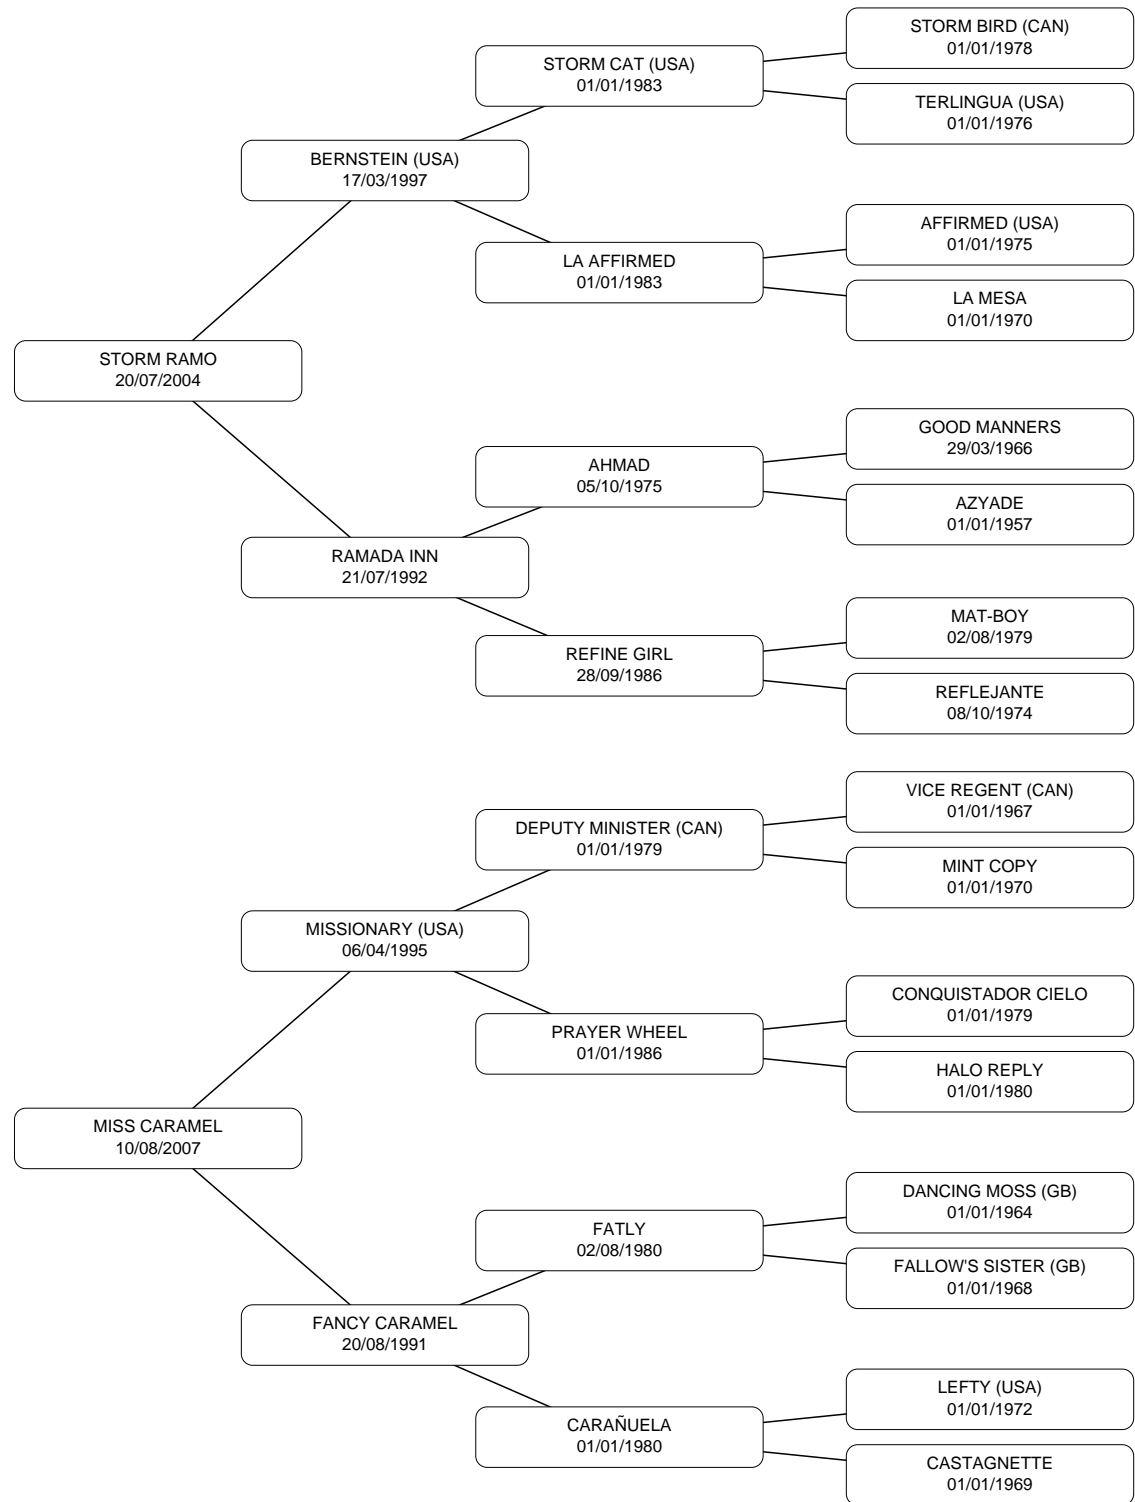 STORM BIRD (CAN)
01/01/1978
STORM CAT (USA)
01/01/1983
TERLINGUA (USA)
01/01/1976
BERNSTEIN (USA)
17/03/1997
AFFIRMED (USA)
01/01/1975
LA AFFIRMED
01/01/1983
LA MESA
01/01/1970
STORM RAMO
20/07/2004
GOOD MANNERS
29/03/1966
AHMAD
05/10/1975
AZYADE
01/01/1957
RAMADA INN
21/07/1992
MAT-BOY
02/08/1979
REFINE GIRL
28/09/1986
REFLEJANTE
08/10/1974
VICE REGENT (CAN)
01/01/1967
DEPUTY MINISTER (CAN)
01/01/1979
MINT COPY
01/01/1970
MISSIONARY (USA)
06/04/1995
CONQUISTADOR CIELO
01/01/1979
PRAYER WHEEL
01/01/1986
HALO REPLY
01/01/1980
MISS CARAMEL
10/08/2007
DANCING MOSS (GB)
01/01/1964
FATLY
02/08/1980
FALLOW'S SISTER (GB)
01/01/1968
FANCY CARAMEL
20/08/1991
LEFTY (USA)
01/01/1972
CARAÑUELA
01/01/1980
CASTAGNETTE
01/01/1969